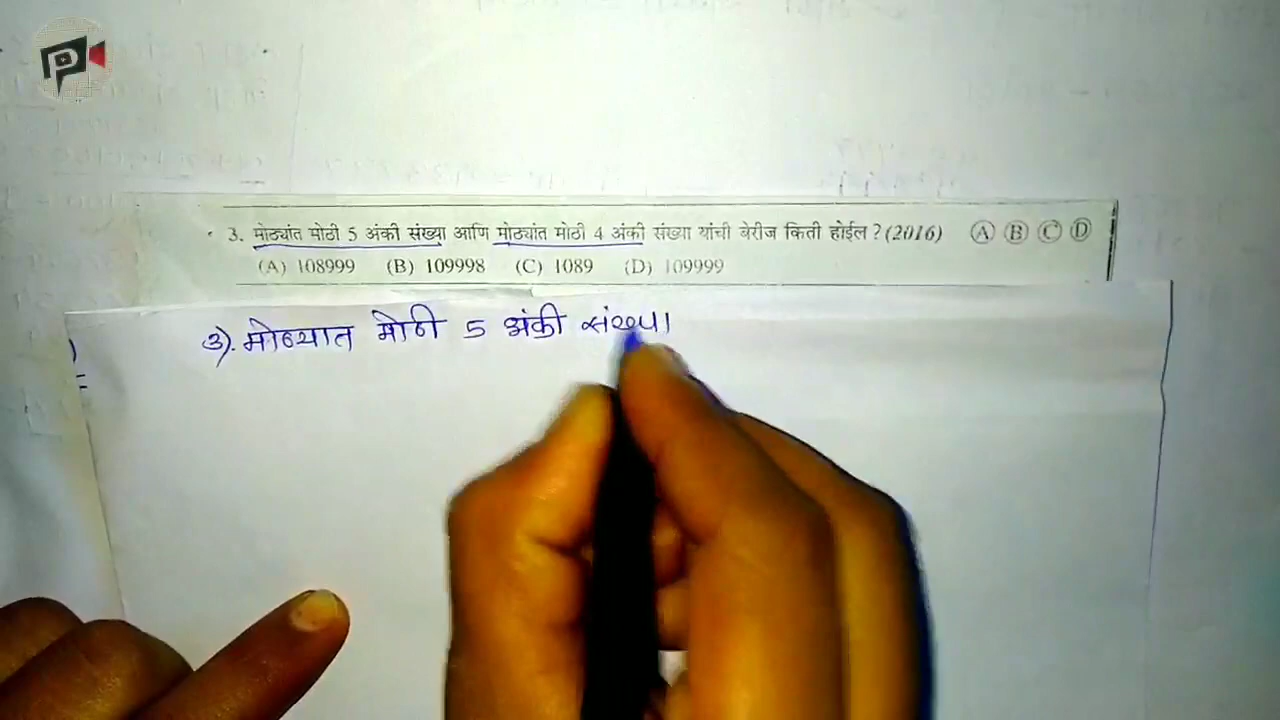 3. मोठ्यांत मोठी 5 अंकी संख्या आणि मोठ्यांत मोठी 4 अंकी संख्या यांची बेरीज किती होईल ? (2016) Ⓐ Ⓑ Ⓒ Ⓓ
(A) 108999 (B) 109998 (C) 1089 (D) 109999
3). मोठ्यात मोठी 5 अंकी संख्या